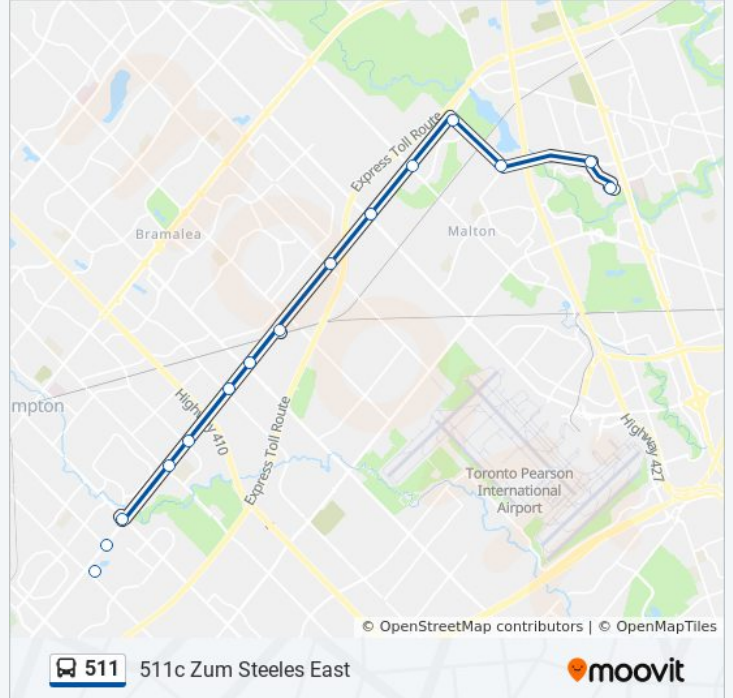 Express Toll Route
Bramalea
Malton
mpton
Highway 410
Express Toll Route
Highway 427
Toronto Pearson
International
Airport
© OpenStreetMap contributors | © OpenMapTiles
511 511c Zum Steeles East moovit